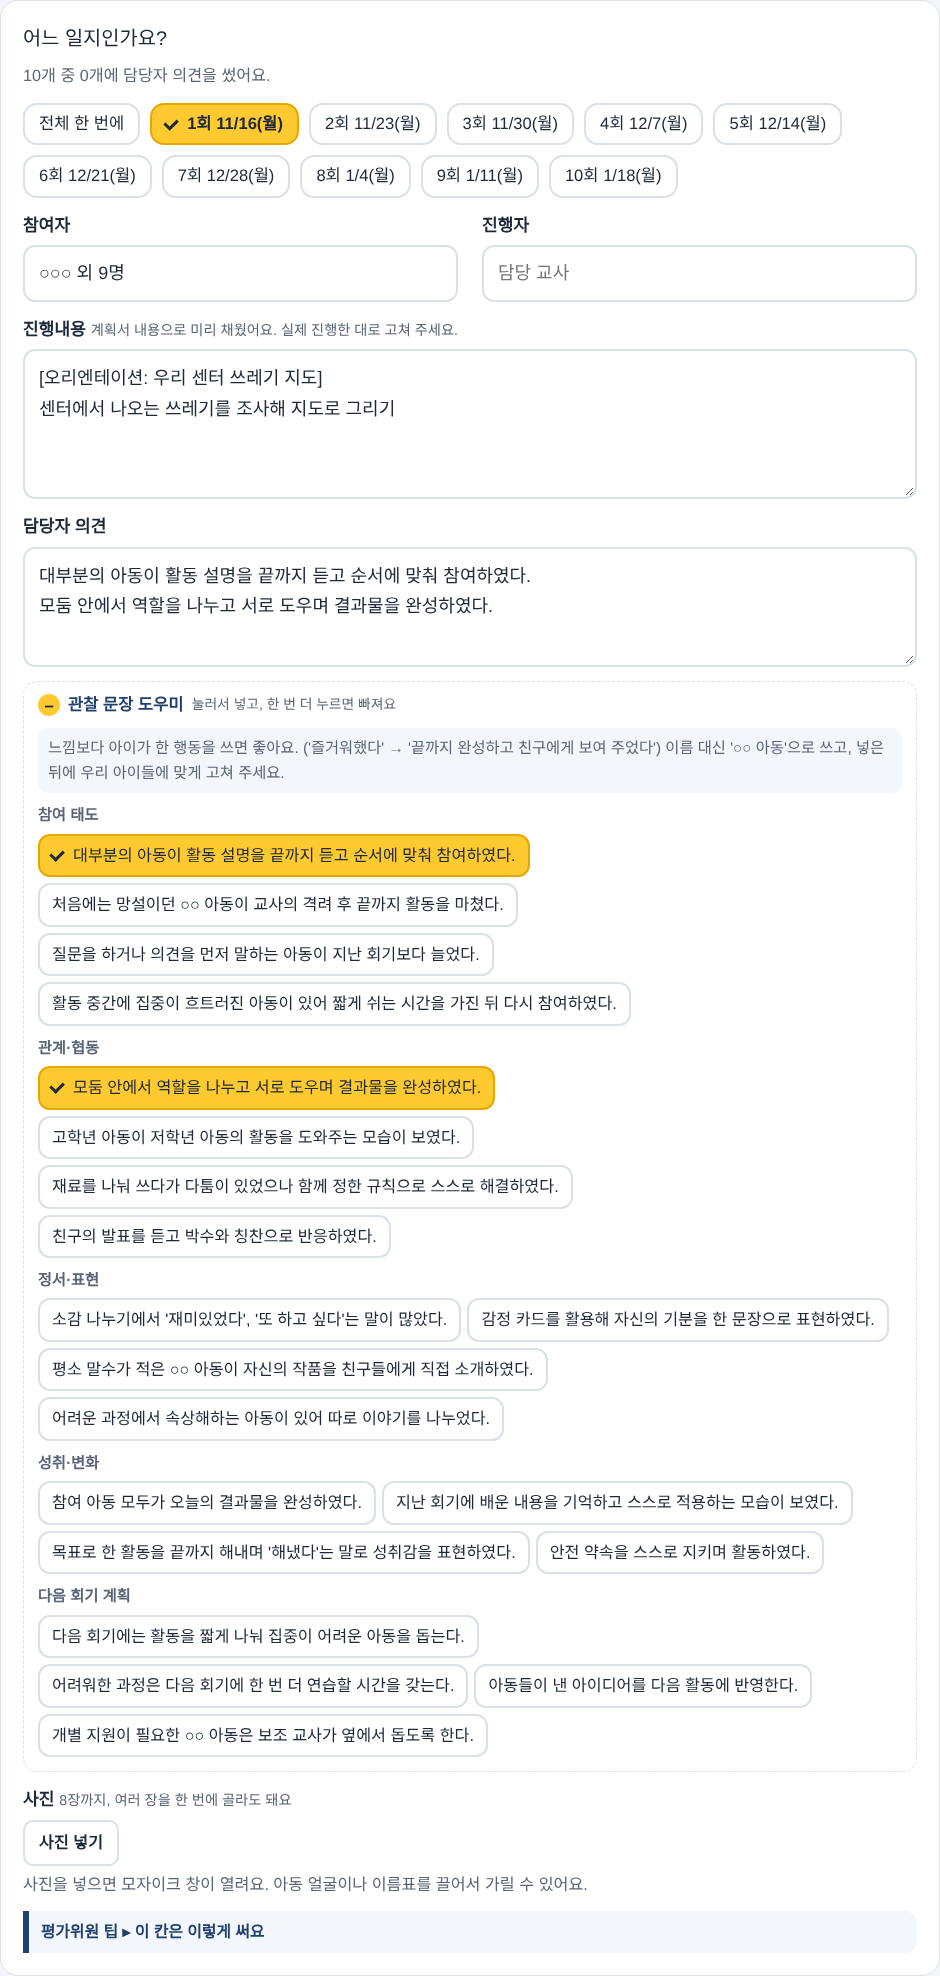 어느 일지인가요?
10개 중 0개에 담당자 의견을 썼어요.
전체 한 번에
1회 11/16(월)
2회 11/23(월)
3회 11/30(월)
4회 12/7(월)
5회 12/14(월)
6회 12/21(월)
7회 12/28(월)
8회 1/4(월)
9회 1/11(월)
10회 1/18(월)
참여자
진행자
○○○ 외 9명
담당 교사
진행내용 계획서 내용으로 미리 채웠어요. 실제 진행한 대로 고쳐 주세요.
[오리엔테이션: 우리 센터 쓰레기 지도]
센터에서 나오는 쓰레기를 조사해 지도로 그리기
담당자 의견
대부분의 아동이 활동 설명을 끝까지 듣고 순서에 맞춰 참여하였다.
모둠 안에서 역할을 나누고 서로 도우며 결과물을 완성하였다.
관찰 문장 도우미 눌러서 넣고, 한 번 더 누르면 빠져요
느낌보다 아이가 한 행동을 쓰면 좋아요. ('즐거워했다' → '끝까지 완성하고 친구에게 보여 주었다') 이름 대신 '○○ 아동'으로 쓰고, 넣은
뒤에 우리 아이들에 맞게 고쳐 주세요.
참여 태도
대부분의 아동이 활동 설명을 끝까지 듣고 순서에 맞춰 참여하였다.
처음에는 망설이던 ○○ 아동이 교사의 격려 후 끝까지 활동을 마쳤다.
질문을 하거나 의견을 먼저 말하는 아동이 지난 회기보다 늘었다.
활동 중간에 집중이 흐트러진 아동이 있어 짧게 쉬는 시간을 가진 뒤 다시 참여하였다.
관계·협동
모둠 안에서 역할을 나누고 서로 도우며 결과물을 완성하였다.
고학년 아동이 저학년 아동의 활동을 도와주는 모습이 보였다.
재료를 나눠 쓰다가 다툼이 있었으나 함께 정한 규칙으로 스스로 해결하였다.
친구의 발표를 듣고 박수와 칭찬으로 반응하였다.
정서·표현
소감 나누기에서 '재미있었다', '또 하고 싶다'는 말이 많았다.
감정 카드를 활용해 자신의 기분을 한 문장으로 표현하였다.
평소 말수가 적은 ○○ 아동이 자신의 작품을 친구들에게 직접 소개하였다.
어려운 과정에서 속상해하는 아동이 있어 따로 이야기를 나누었다.
성취·변화
참여 아동 모두가 오늘의 결과물을 완성하였다.
지난 회기에 배운 내용을 기억하고 스스로 적용하는 모습이 보였다.
목표로 한 활동을 끝까지 해내며 '해냈다'는 말로 성취감을 표현하였다.
안전 약속을 스스로 지키며 활동하였다.
다음 회기 계획
다음 회기에는 활동을 짧게 나눠 집중이 어려운 아동을 돕는다.
어려워한 과정은 다음 회기에 한 번 더 연습할 시간을 갖는다.
아동들이 낸 아이디어를 다음 활동에 반영한다.
개별 지원이 필요한 ○○ 아동은 보조 교사가 옆에서 돕도록 한다.
사진 8장까지, 여러 장을 한 번에 골라도 돼요
사진 넣기
사진을 넣으면 모자이크 창이 열려요. 아동 얼굴이나 이름표를 끌어서 가릴 수 있어요.
평가위원 팁 ▸ 이 칸은 이렇게 써요